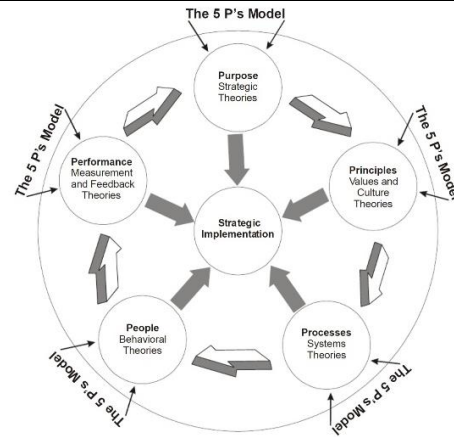 The 5 P's Model
Purpose
Strategic
Theories
The 5 P's Model
Performance
Measurement
and Feedback
Theories
The 5 P's Model
Principles
Values and
Culture
Theories
Strategic
Implementation
People
Behavioral
Theories
Processes
Systems
Theories
The 5 P's Model
The 5 P's Model